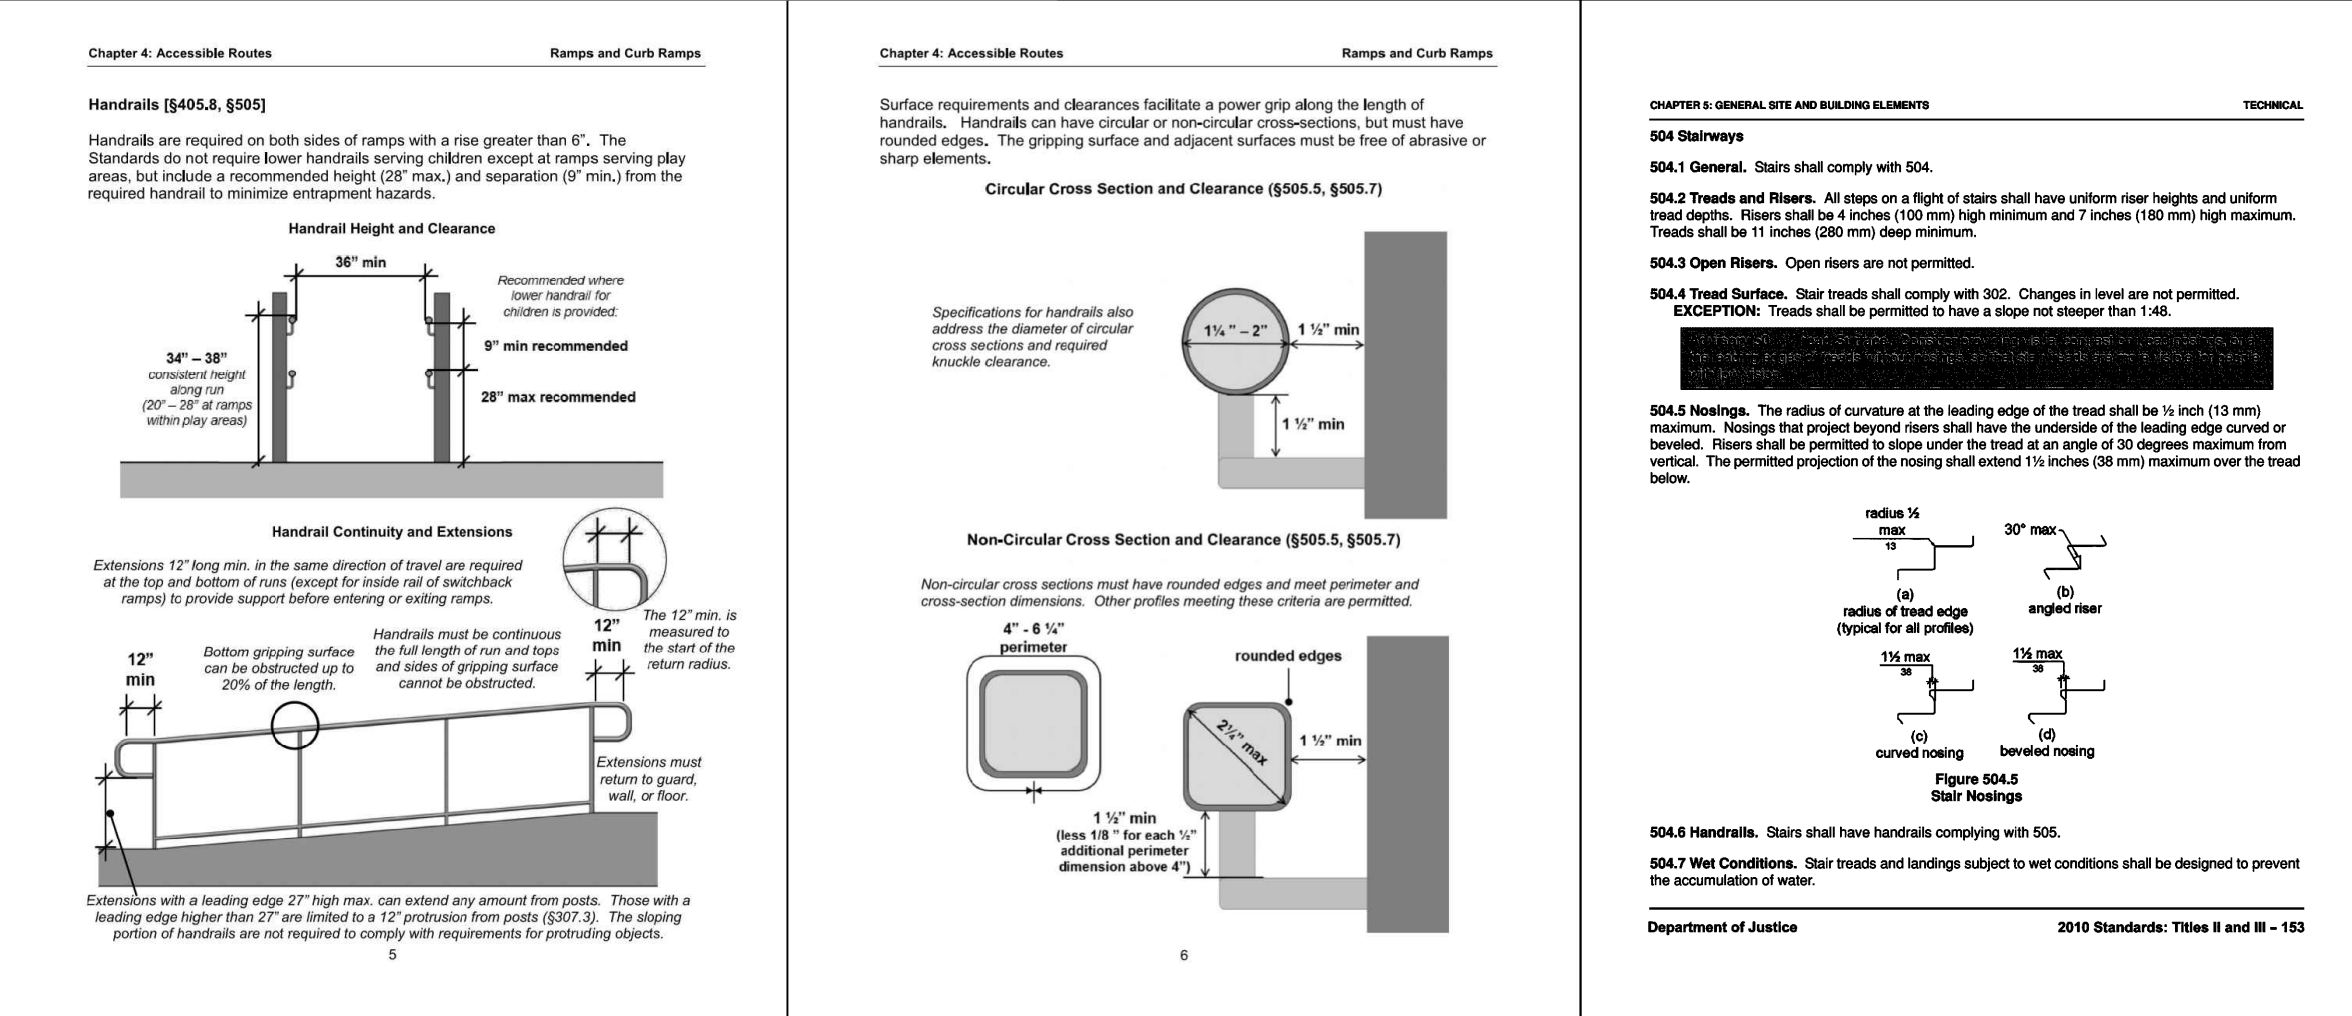 Chapter 4: Accessible Routes
Ramps and Curb Ramps
Handrails [§405.8, §505]
Handrails are required on both sides of ramps with a rise greater than 6”. The
Standards do not require lower handrails serving children except at ramps serving play
areas, but include a recommended height (28” max.) and separation (9” min.) from the
required handrail to minimize entrapment hazards.
Handrail Height and Clearance
36” min
Recommended where
lower handrail for
children is provided:
9” min recommended
28” max recommended
34” – 38”
consistent height
along run
(20” – 28” at ramps
within play areas)
Handrail Continuity and Extensions
Extensions 12” long min. in the same direction of travel are required
at the top and bottom of runs (except for inside rail of switchback
ramps) to provide support before entering or exiting ramps.
The 12” min. is
measured to
the start of the
return radius.
12”
min
Handrails must be continuous
the full length of run and tops
and sides of gripping surface
cannot be obstructed.
Bottom gripping surface
can be obstructed up to
20% of the length.
12”
min
Extensions must
return to guard,
wall, or floor.
Extensions with a leading edge 27” high max. can extend any amount from posts. Those with a
leading edge higher than 27” are limited to a 12” protrusion from posts (§307.3). The sloping
portion of handrails are not required to comply with requirements for protruding objects.
5
Chapter 4: Accessible Routes
Ramps and Curb Ramps
Surface requirements and clearances facilitate a power grip along the length of
handrails. Handrails can have circular or non-circular cross-sections, but must have
rounded edges. The gripping surface and adjacent surfaces must be free of abrasive or
sharp elements.
Circular Cross Section and Clearance (§505.5, §505.7)
Specifications for handrails also
address the diameter of circular
cross sections and required
knuckle clearance.
1¼ ” – 2”
1 ½” min
1 ½” min
Non-Circular Cross Section and Clearance (§505.5, §505.7)
Non-circular cross sections must have rounded edges and meet perimeter and
cross-section dimensions. Other profiles meeting these criteria are permitted.
4” - 6 ¼”
perimeter
rounded edges
2¼” max
1 ½” min
1 ½” min
(less 1/8 ” for each ½”
additional perimeter
dimension above 4”)
6
CHAPTER 5: GENERAL SITE AND BUILDING ELEMENTS
TECHNICAL
504 Stairways
504.1 General. Stairs shall comply with 504.
504.2 Treads and Risers. All steps on a flight of stairs shall have uniform riser heights and uniform
tread depths. Risers shall be 4 inches (100 mm) high minimum and 7 inches (180 mm) high maximum.
Treads shall be 11 inches (280 mm) deep minimum.
504.3 Open Risers. Open risers are not permitted.
504.4 Tread Surface. Stair treads shall comply with 302. Changes in level are not permitted.
EXCEPTION: Treads shall be permitted to have a slope not steeper than 1:48.
504.5 Nosings. The radius of curvature at the leading edge of the tread shall be ½ inch (13 mm)
maximum. Nosings that project beyond risers shall have the underside of the leading edge curved or
beveled. Risers shall be permitted to slope under the tread at an angle of 30 degrees maximum from
vertical. The permitted projection of the nosing shall extend 1½ inches (38 mm) maximum over the tread
below.
radius ½
max
13
30° max
(a)
radius of tread edge
(typical for all profiles)
(b)
angled riser
1½ max
38
1½ max
38
(c)
curved nosing
(d)
beveled nosing
Figure 504.5
Stair Nosings
504.6 Handrails. Stairs shall have handrails complying with 505.
504.7 Wet Conditions. Stair treads and landings subject to wet conditions shall be designed to prevent
the accumulation of water.
Department of Justice
2010 Standards: Titles II and III – 153